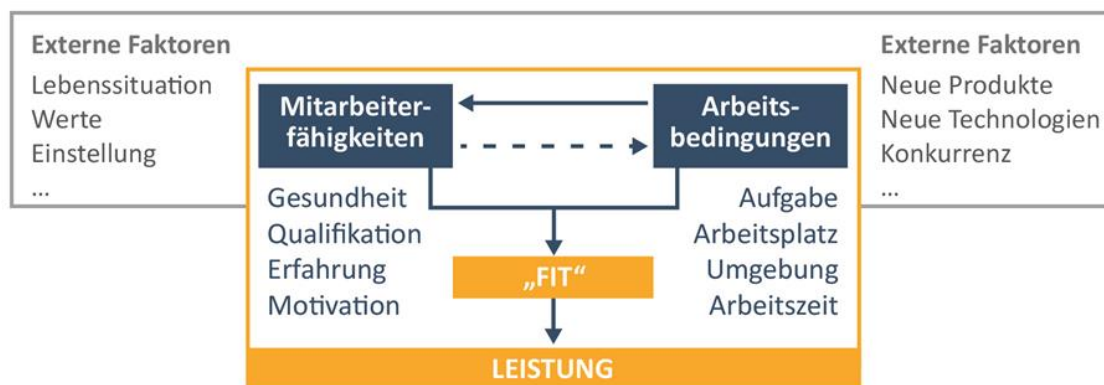 Externe Faktoren
Lebenssituation
Werte
Einstellung
...
Mitarbeiter-
fähigkeiten
Gesundheit
Qualifikation
Erfahrung
Motivation
Arbeits-
bedingungen
Aufgabe
Arbeitsplatz
Umgebung
Arbeitszeit
Externe Faktoren
Neue Produkte
Neue Technologien
Konkurrenz
...
„FIT“
LEISTUNG